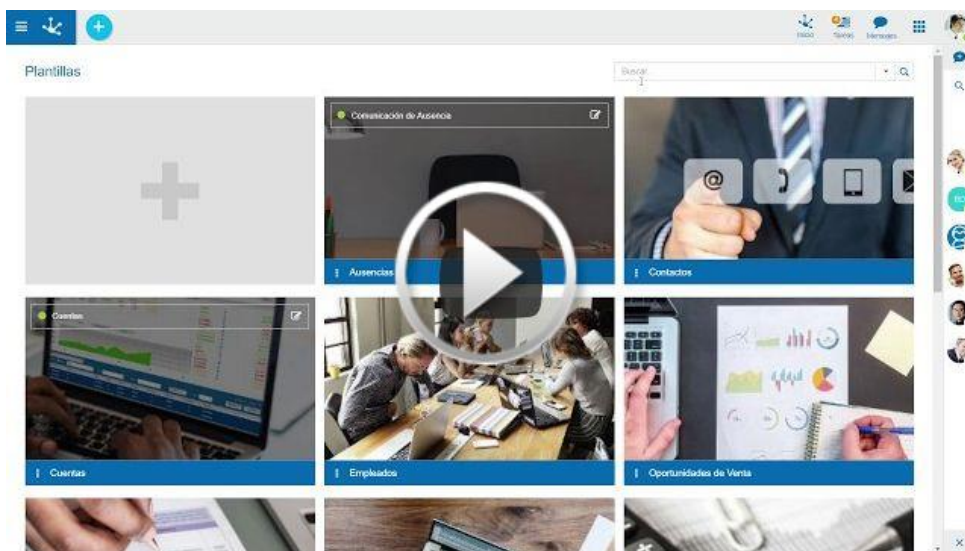 Inicio
Tareas
Mensajes
Plantillas
Buscar...
Comunicación de Ausencia
Ausencias
Contactos
Cuentas
Cuentas
Empleados
Oportunidades de Venta